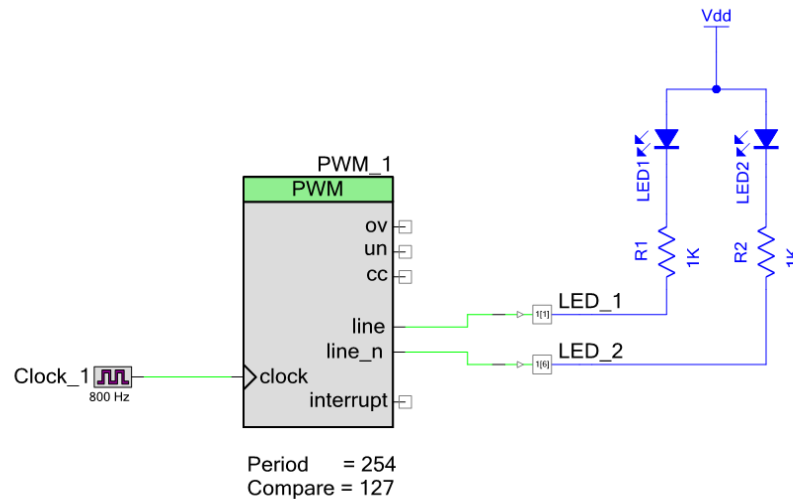 Vdd
LED1
LED2
R1
1K
R2
1K
PWM_1
PWM
ov
un
cc
line
line_n
interrupt
clock
Clock_1
800 Hz
1[1]
LED_1
1[6]
LED_2
Period = 254
Compare = 127